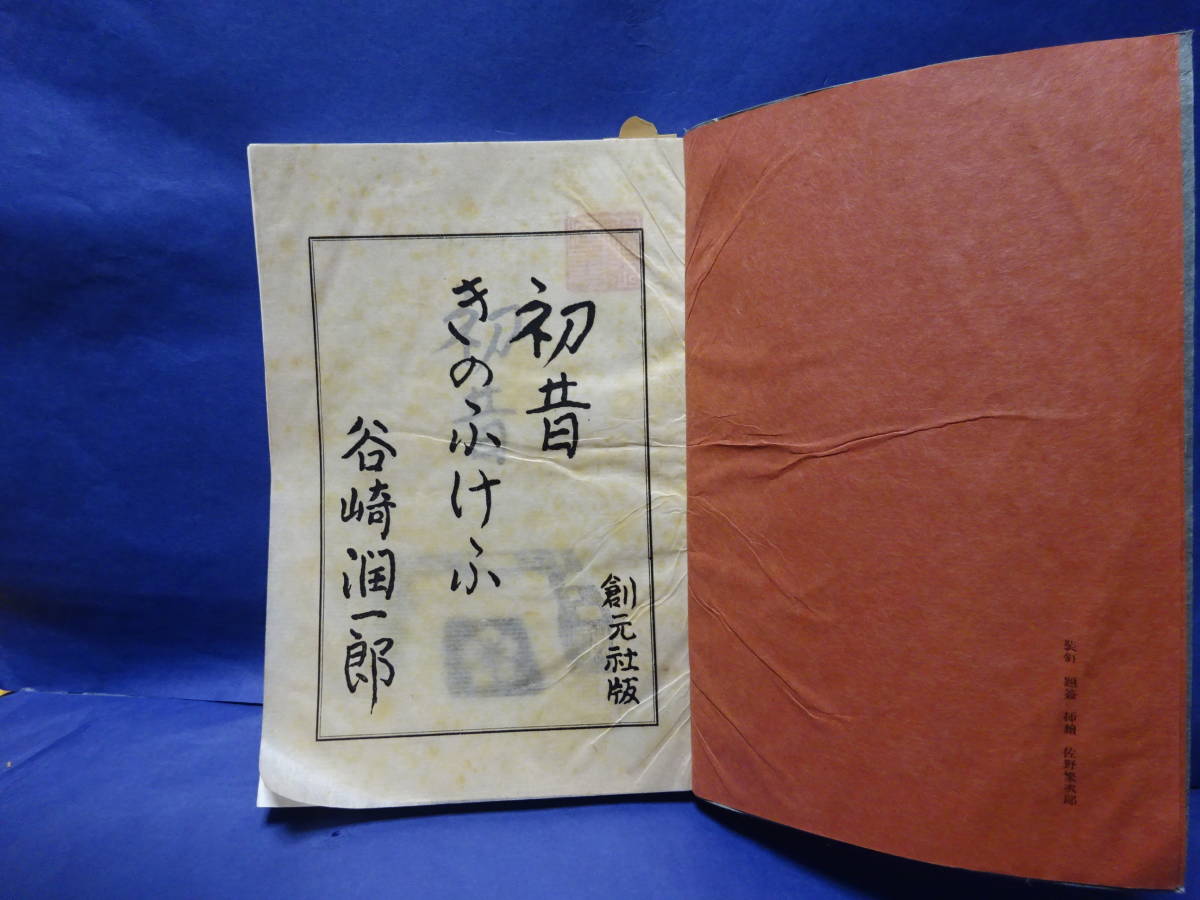 装釘 題簽 挿繪 佐野繁次郎
創元社版
初昔
きのふけふ
谷崎潤一郎